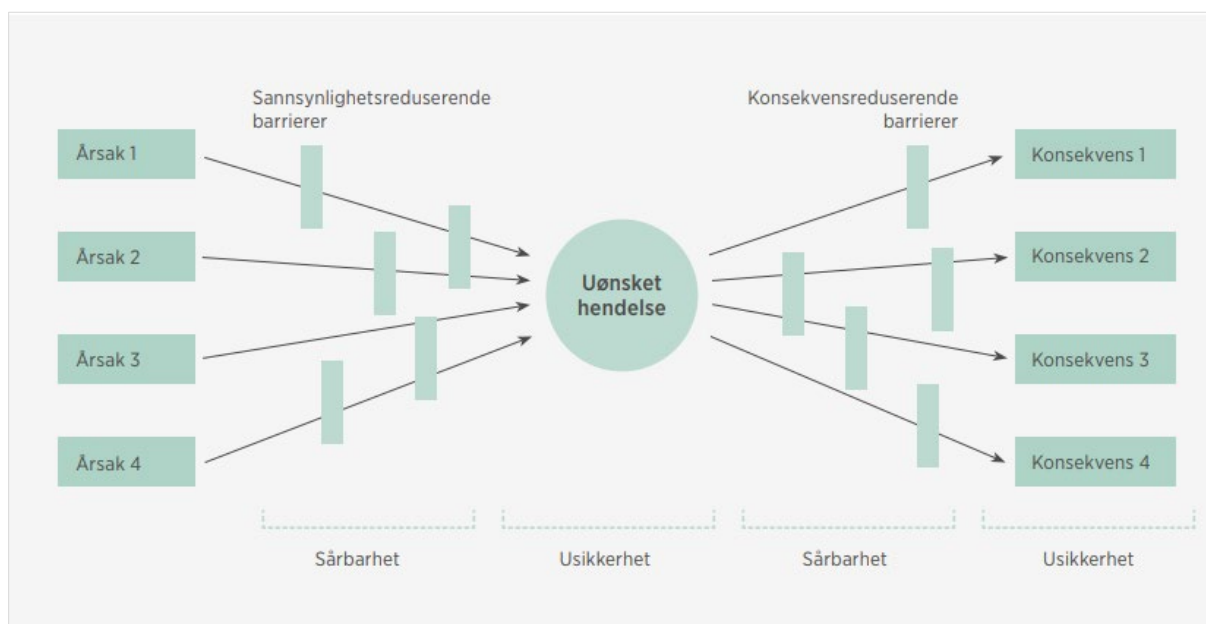 Sannsynlighetsreduserende
barrierer
Konsekvensreduserende
barrierer
Årsak 1
Årsak 2
Årsak 3
Årsak 4
Uønsket
hendelse
Konsekvens 1
Konsekvens 2
Konsekvens 3
Konsekvens 4
Sårbarhet
Usikkerhet
Sårbarhet
Usikkerhet